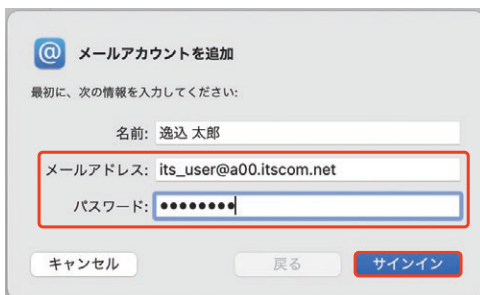 @ メールアカウントを追加
最初に、次の情報を入力してください:
名前: 逸込 太郎
メールアドレス: its_user@a00.itscom.net
パスワード: ●●●●●●●●
キャンセル 戻る サインイン